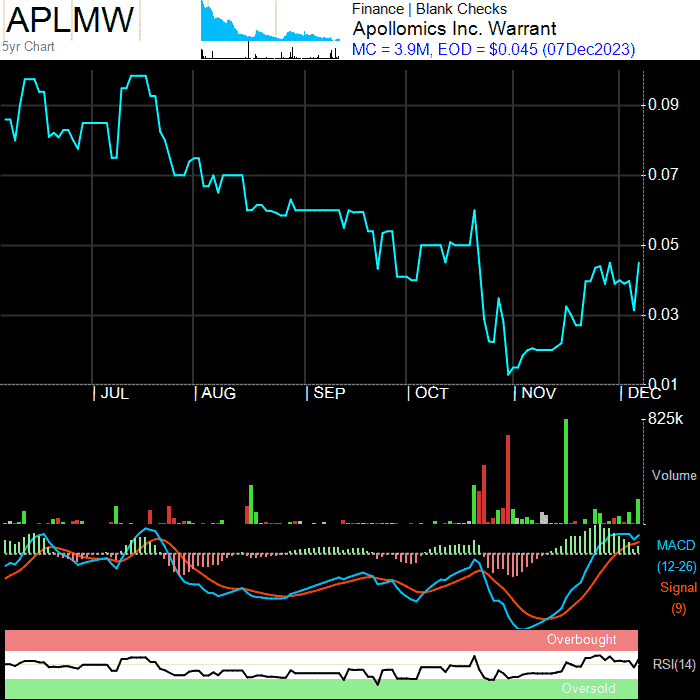 APLMW
5yr Chart
Finance | Blank Checks
Apollomics Inc. Warrant
MC = 3.9M, EOD = $0.045 (07Dec2023)
0.09
0.07
0.05
0.03
0.01
| JUL | AUG | SEP | OCT | NOV | DEC
825k
Volume
MACD
(12-26)
Signal
(9)
Overbought
RSI(14)
Oversold